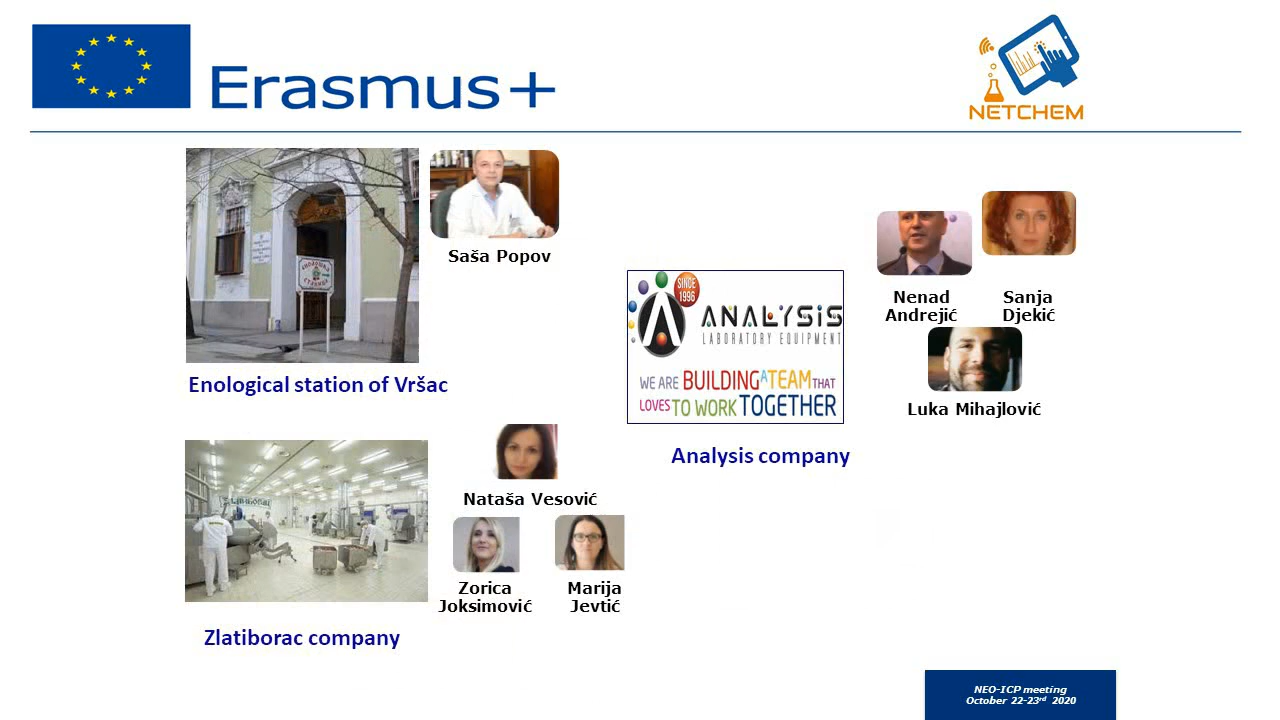 Erasmus+
NETCHEM
Saša Popov
ЕНОЛОШКА
СТАНИЦА
Enological station of Vršac
SINCE
1996
ANALYSIS
LABORATORY EQUIPMENT
WE ARE BUILDING A TEAM THAT
LOVES TO WORK TOGETHER
Analysis company
Nenad
Andrejić
Sanja
Djekić
Luka Mihajlović
Nataša Vesović
Zorica
Joksimović
Marija
Jevtić
Zlatiborac company
NEO-ICP meeting
October 22-23rd 2020